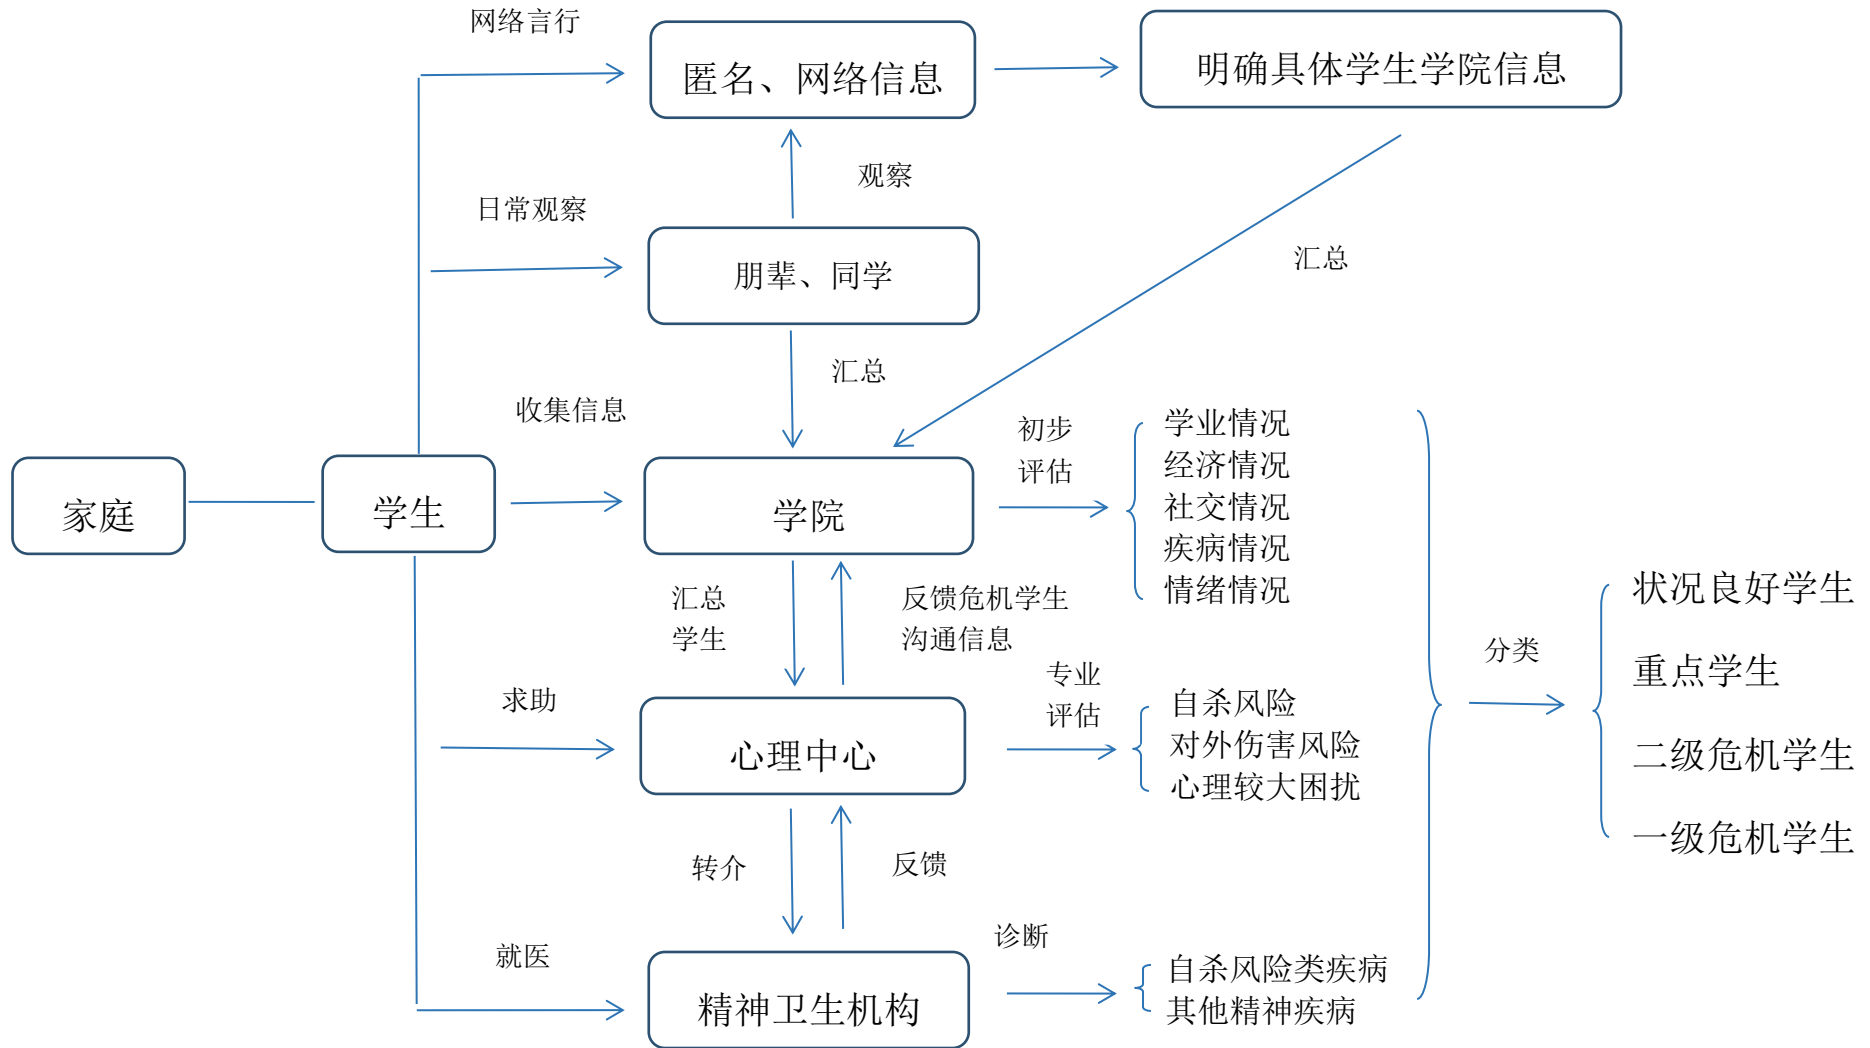 网络言行
匿名、网络信息
明确具体学生学院信息
观察
日常观察
朋辈、同学
汇总
汇总
收集信息
家庭
学生
学院
初步
评估
学业情况
经济情况
社交情况
疾病情况
情绪情况
汇总
学生
反馈危机学生
沟通信息
求助
心理中心
专业
评估
自杀风险
对外伤害风险
心理较大困扰
分类
状况良好学生
重点学生
二级危机学生
一级危机学生
转介
反馈
就医
精神卫生机构
诊断
自杀风险类疾病
其他精神疾病